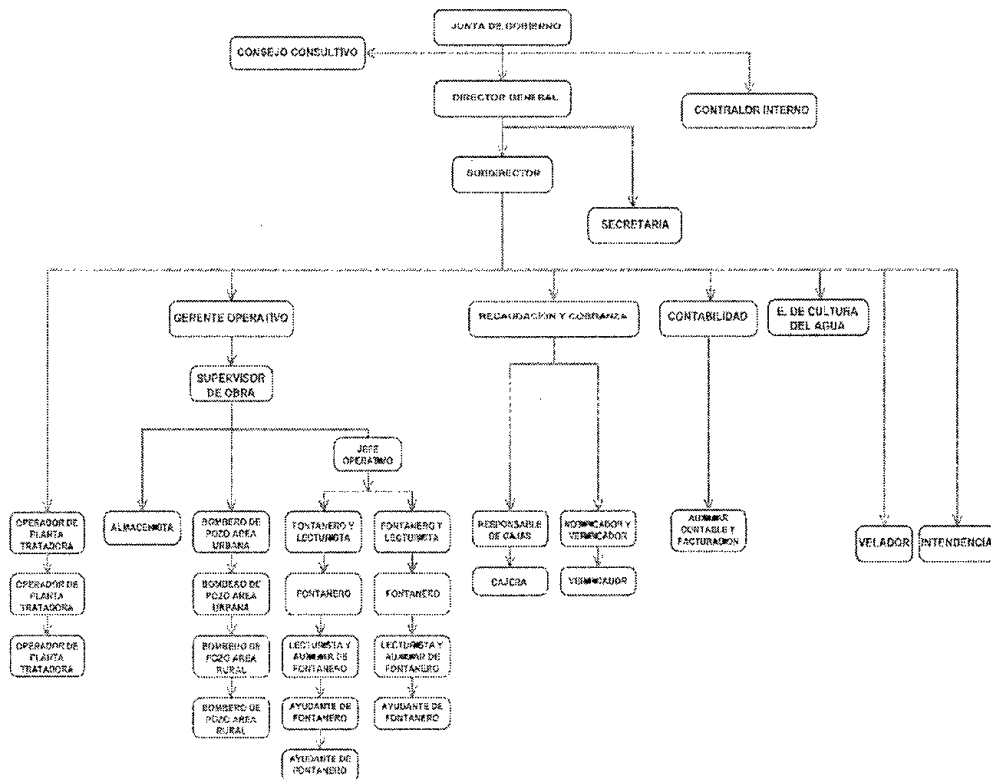 JUNTA DE GOBIERNO
CONSEJO CONSULTIVO
DIRECTOR GENERAL
CONTRALOR INTERNO
SUBDIRECTOR
SECRETARIA
GERENTE OPERATIVO
RECAUDACION Y COBRANZA
CONTABILIDAD
E. DE CULTURA
DEL AGUA
SUPERVISOR
DE OBRA
JEFE
OPERATIVO
OPERADOR DE
PLANTA
TRATADORA
ALMACENISTA
BOMBERO DE
POZO AREA
URBANA
FONTANERO Y
LECTURISTA
FONTANERO Y
LECTURISTA
RESPONSABLE
DE CAJAS
NOTIFICADOR Y
VERIFICADOR
AUXILIAR
CONTABLE Y
FACTURACION
VELADOR
INTENDENCIA
OPERADOR DE
PLANTA
TRATADORA
BOMBERO DE
POZO AREA
URBANA
FONTANERO
FONTANERO
CAJERA
VERIFICADOR
OPERADOR DE
PLANTA
TRATADORA
BOMBERO DE
POZO AREA
RURAL
LECTURISTA Y
AUXILIAR DE
FONTANERO
LECTURISTA Y
AUXILIAR DE
FONTANERO
BOMBERO DE
POZO AREA
RURAL
AYUDANTE DE
FONTANERO
AYUDANTE DE
FONTANERO
AYUDANTE DE
FONTANERO